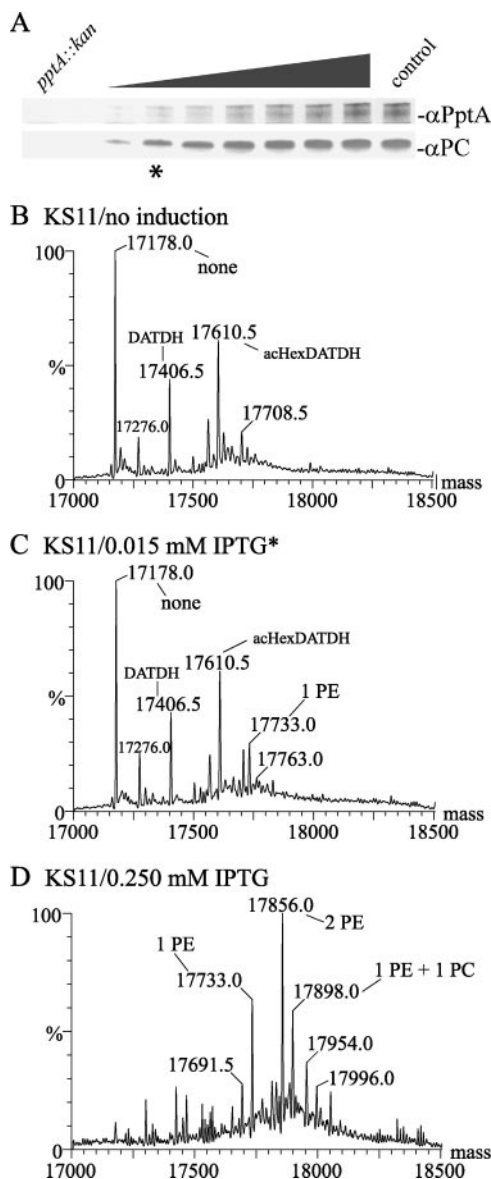 A
pptA::kan
control
-αPptA
-αPC
*
B KS11/no induction
100
17178.0
none
17610.5
DATDH
acHexDATDH
%
17406.5
17276.0
17708.5
0
17000 17500 18000 18500
mass
C KS11/0.015 mM IPTG*
100
17178.0
none
acHexDATDH
17610.5
DATDH
1 PE
%
17406.5
17733.0
17276.0
17763.0
0
17000 17500 18000 18500
mass
D KS11/0.250 mM IPTG
100
17856.0
2 PE
1 PE
17733.0
1 PE + 1 PC
17898.0
%
17954.0
17691.5
17996.0
0
17000 17500 18000 18500
mass